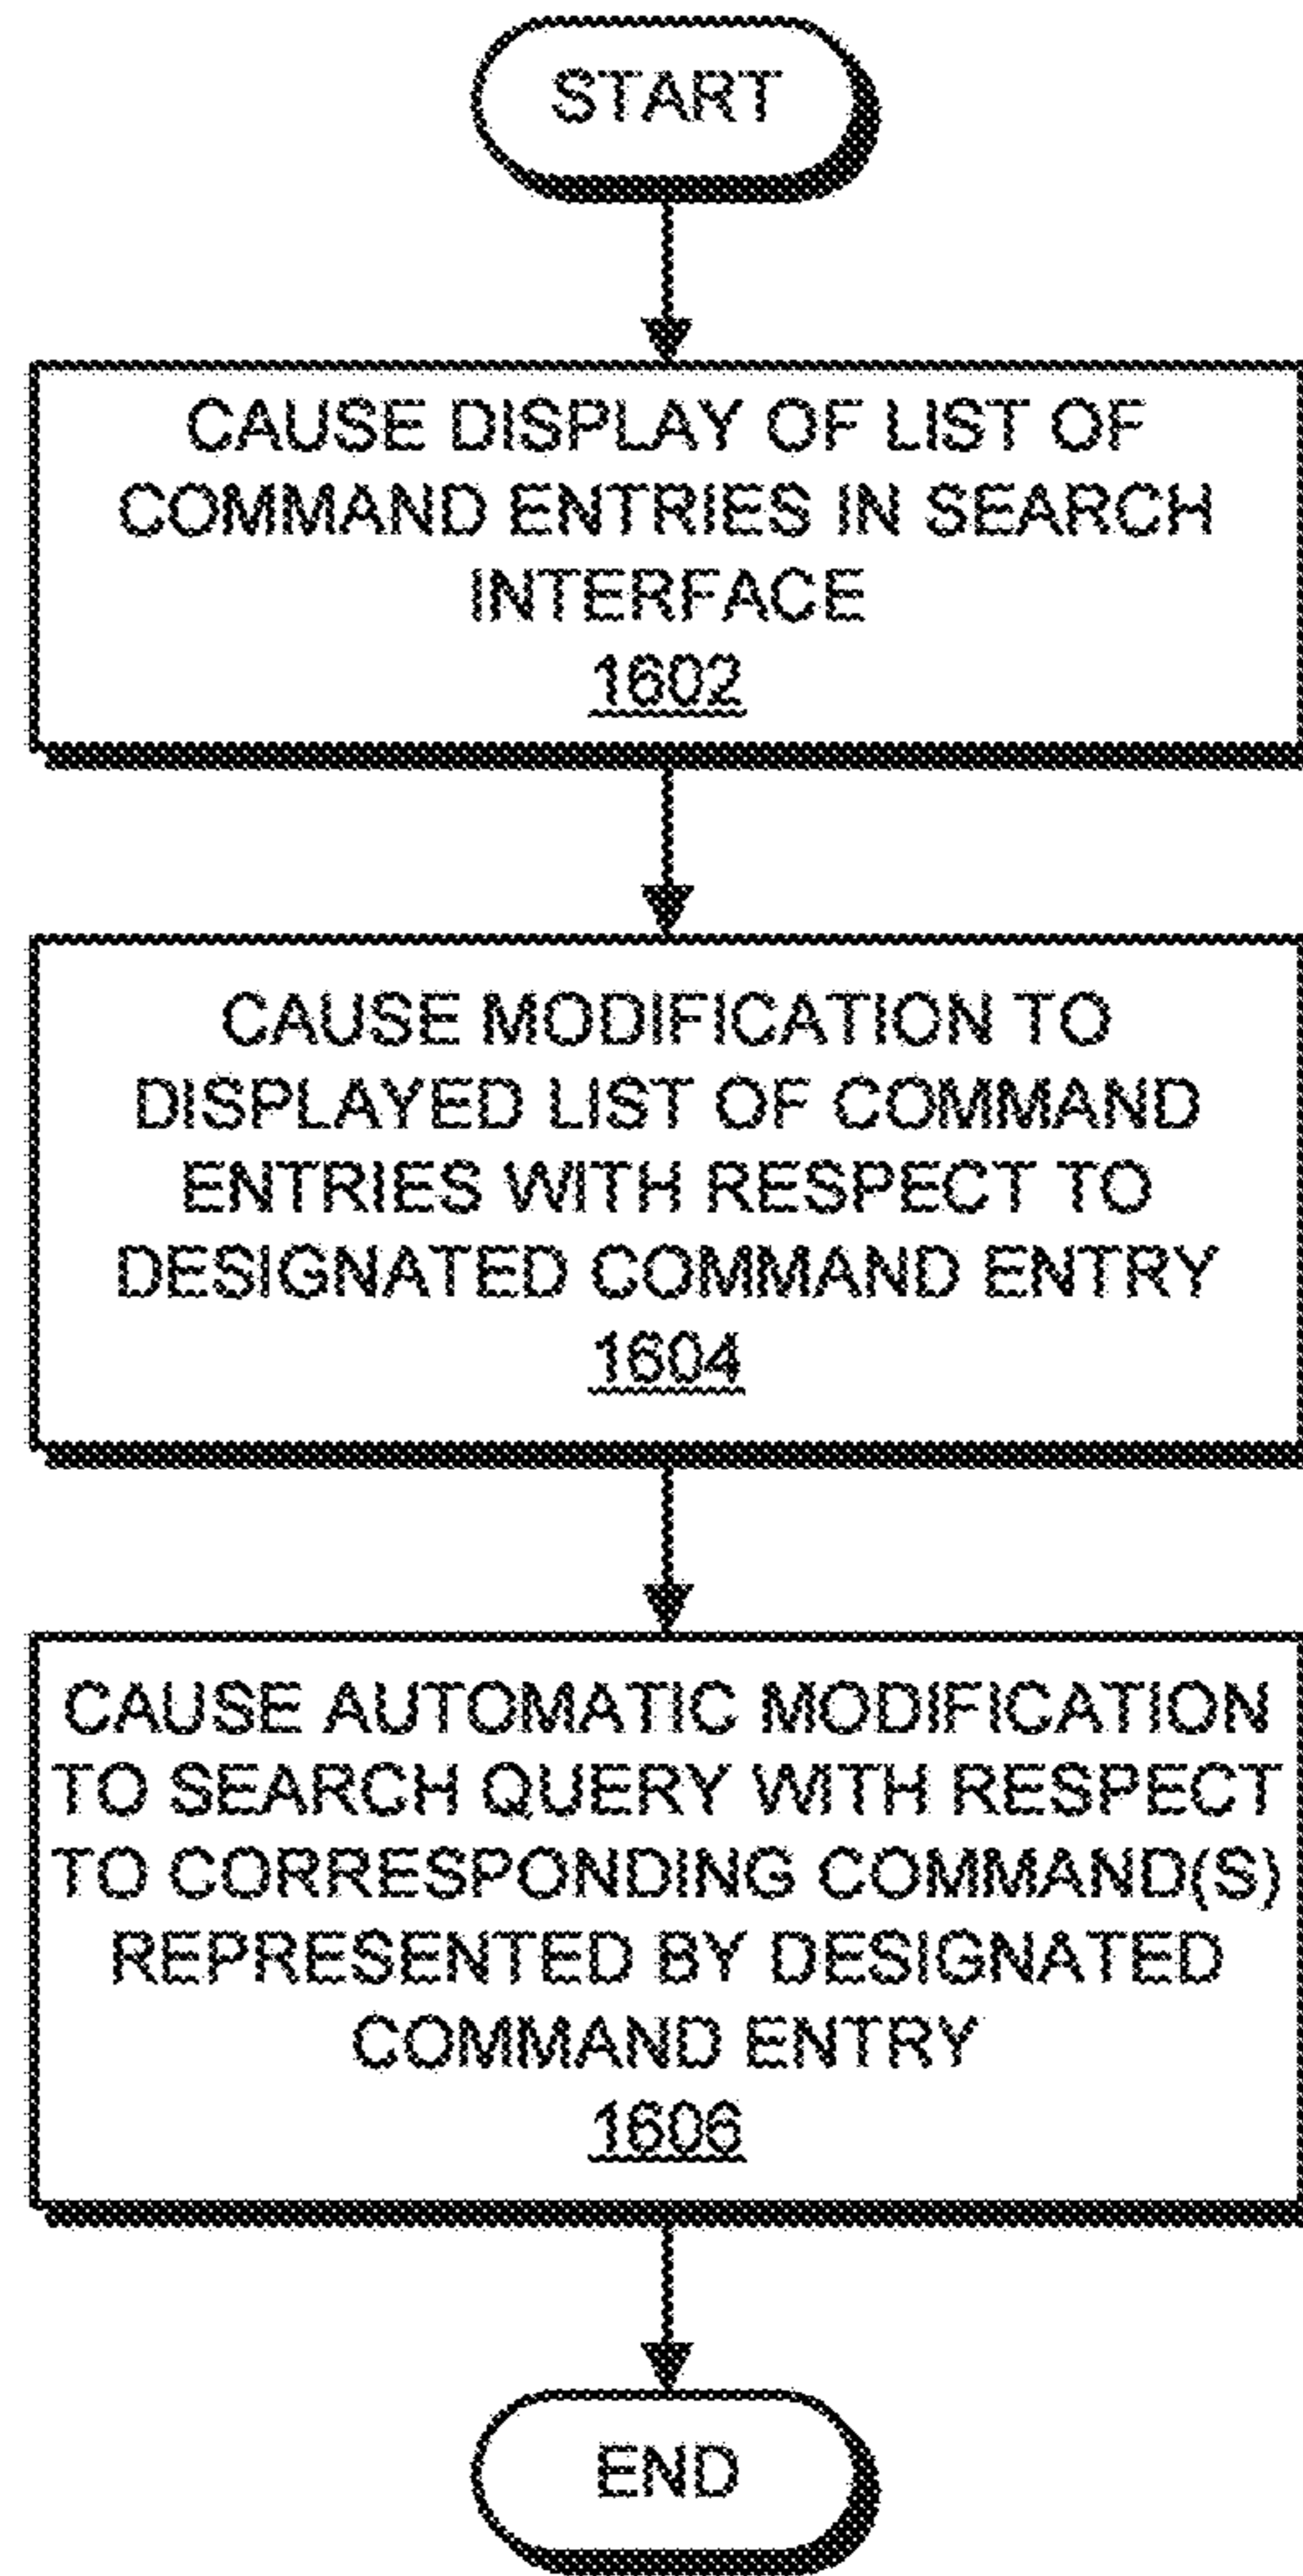 START
CAUSE DISPLAY OF LIST OF
COMMAND ENTRIES IN SEARCH
INTERFACE
1602
CAUSE MODIFICATION TO
DISPLAYED LIST OF COMMAND
ENTRIES WITH RESPECT TO
DESIGNATED COMMAND ENTRY
1604
CAUSE AUTOMATIC MODIFICATION
TO SEARCH QUERY WITH RESPECT
TO CORRESPONDING COMMAND(S)
REPRESENTED BY DESIGNATED
COMMAND ENTRY
1606
END